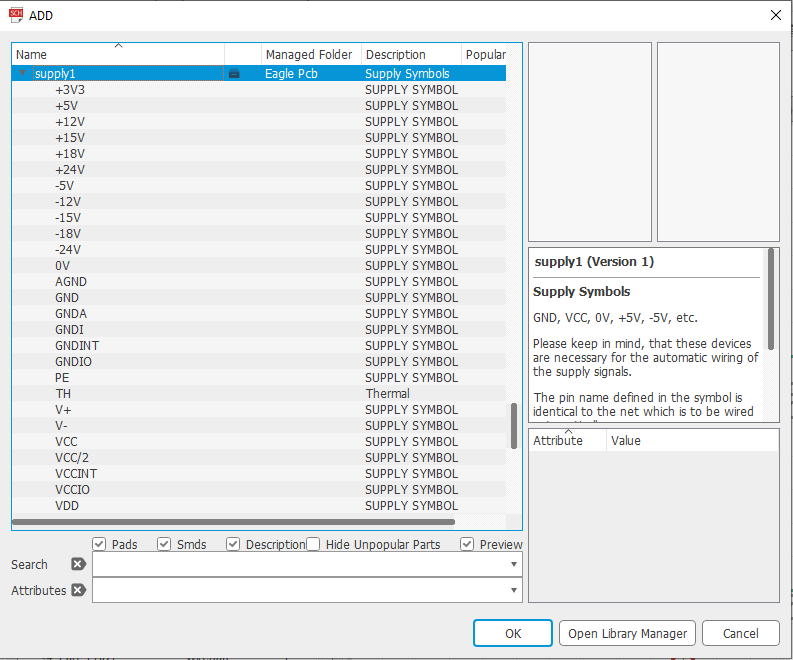 SCH ADD
Name Managed Folder Description Popular
supply1 Eagle Pcb Supply Symbols
+3V3 SUPPLY SYMBOL
+5V SUPPLY SYMBOL
+12V SUPPLY SYMBOL
+15V SUPPLY SYMBOL
+18V SUPPLY SYMBOL
+24V SUPPLY SYMBOL
-5V SUPPLY SYMBOL
-12V SUPPLY SYMBOL
-15V SUPPLY SYMBOL
-18V SUPPLY SYMBOL
-24V SUPPLY SYMBOL
0V SUPPLY SYMBOL
AGND SUPPLY SYMBOL
GND SUPPLY SYMBOL
GNDA SUPPLY SYMBOL
GNDI SUPPLY SYMBOL
GNDINT SUPPLY SYMBOL
GNDIO SUPPLY SYMBOL
PE SUPPLY SYMBOL
TH Thermal
V+ SUPPLY SYMBOL
V- SUPPLY SYMBOL
VCC SUPPLY SYMBOL
VCC/2 SUPPLY SYMBOL
VCCINT SUPPLY SYMBOL
VCCIO SUPPLY SYMBOL
VDD SUPPLY SYMBOL
supply1 (Version 1)
Supply Symbols
GND, VCC, 0V, +5V, -5V, etc.
Please keep in mind, that these devices
are necessary for the automatic wiring of
the supply signals.
The pin name defined in the symbol is
identical to the net which is to be wired
Attribute Value
Pads Smds Description Hide Unpopular Parts Preview
Search
Attributes
OK Open Library Manager Cancel